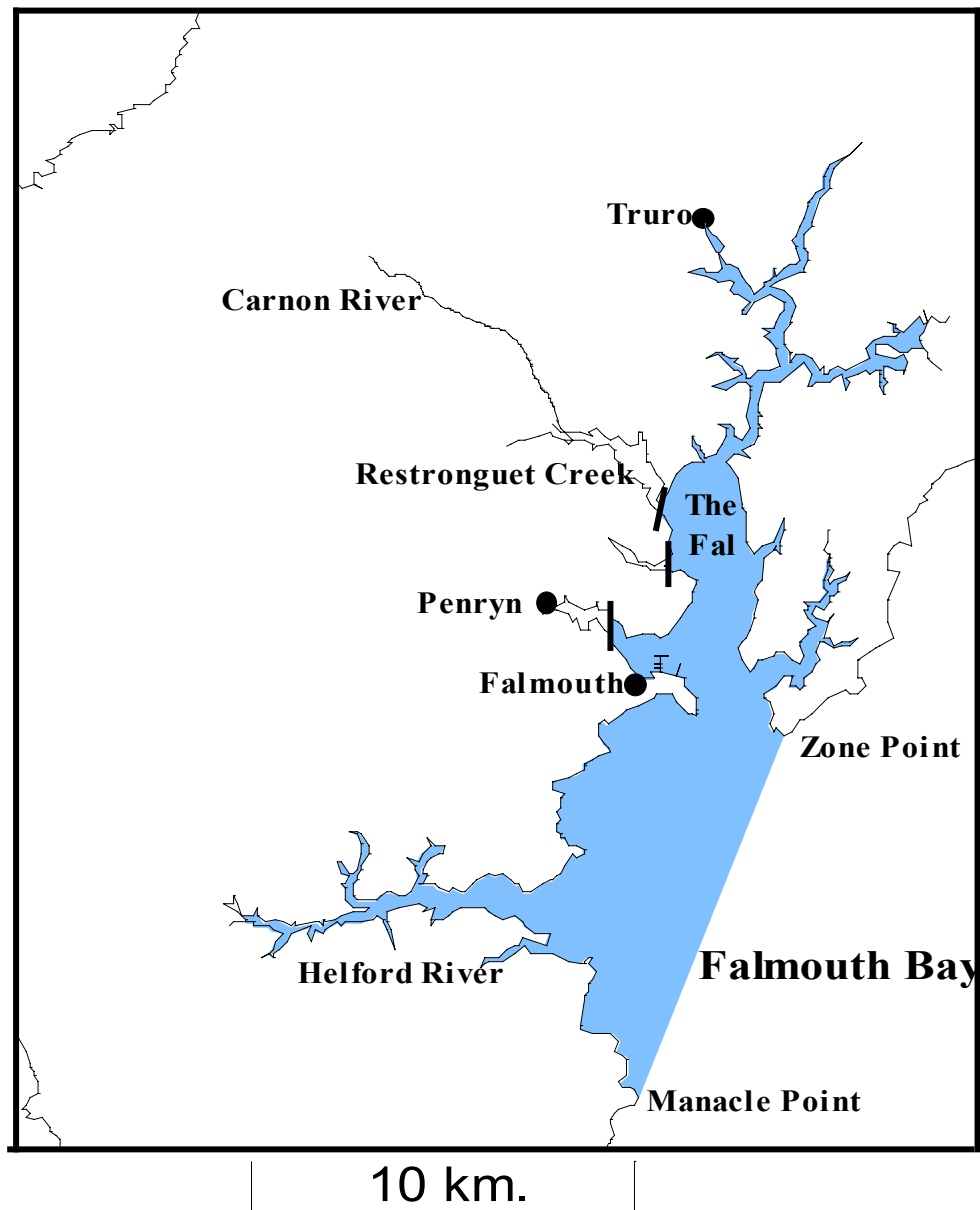 Truro
Carnon River
Restronguet Creek
The
Fal
Penryn
Falmouth
Zone Point
Falmouth Bay
Helford River
Manacle Point
10 km.